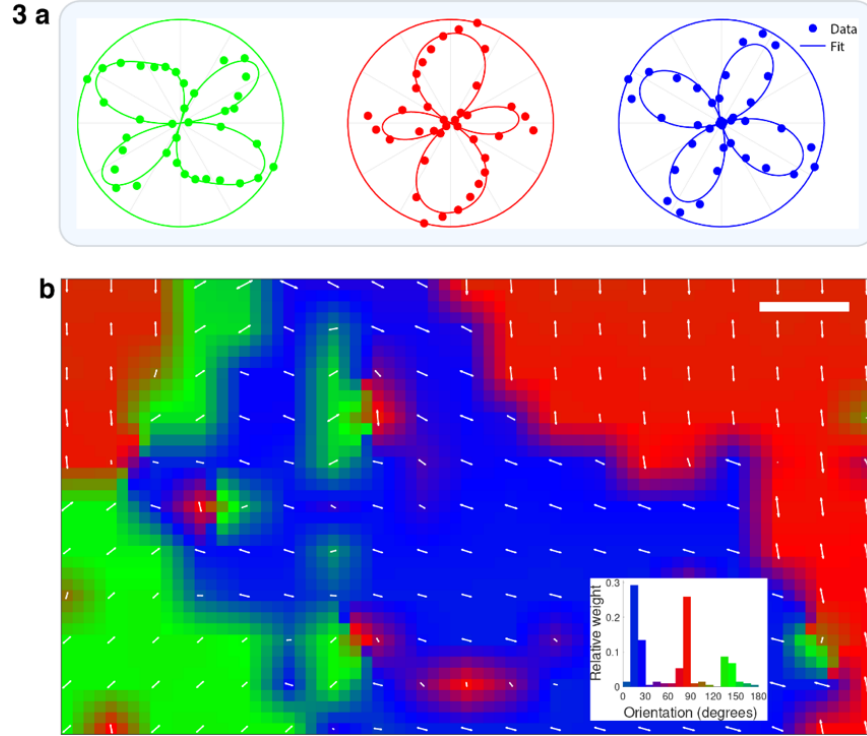 3 a
Data
Fit
b
0.3
0.2
0.1
0
Relative weight
0 30 60 90 120 150 180
Orientation (degrees)